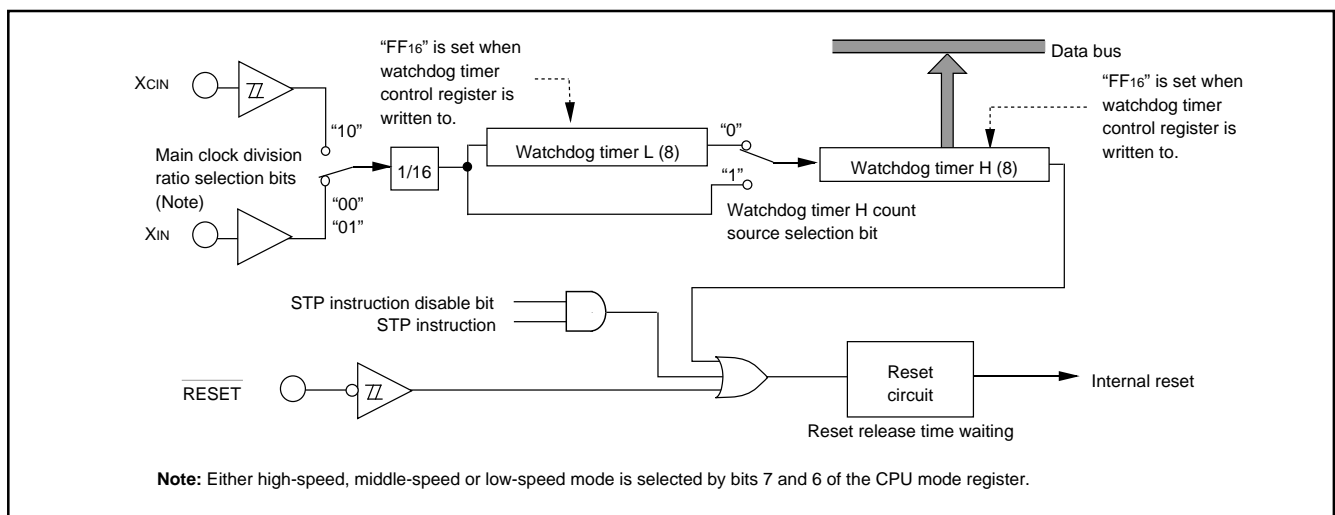 “FF16” is set when
watchdog timer
control register is
written to.
Data bus
“FF16” is set when
watchdog timer
control register is
written to.
XCIN
“10”
Main clock division
ratio selection bits
(Note)
“00”
“01”
XIN
1/16
Watchdog timer L (8)
“0”
“1”
Watchdog timer H count
source selection bit
Watchdog timer H (8)
STP instruction disable bit
STP instruction
RESET
Reset
circuit
Internal reset
Reset release time waiting
Note: Either high-speed, middle-speed or low-speed mode is selected by bits 7 and 6 of the CPU mode register.